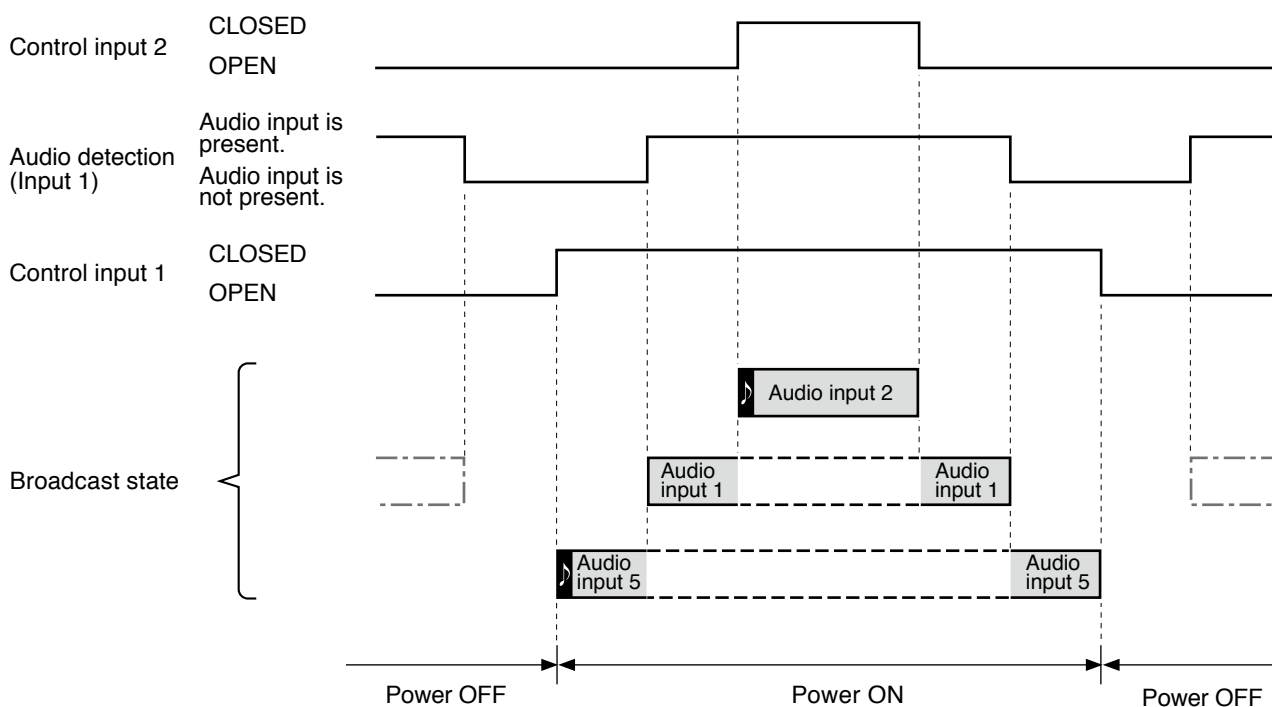 Control input 2
CLOSED
OPEN
Audio detection
(Input 1)
Audio input is
present.
Audio input is
not present.
Control input 1
CLOSED
OPEN
Broadcast state
Audio input 2
Audio
input 1
Audio
input 1
Audio
input 5
Audio
input 5
Power OFF
Power ON
Power OFF